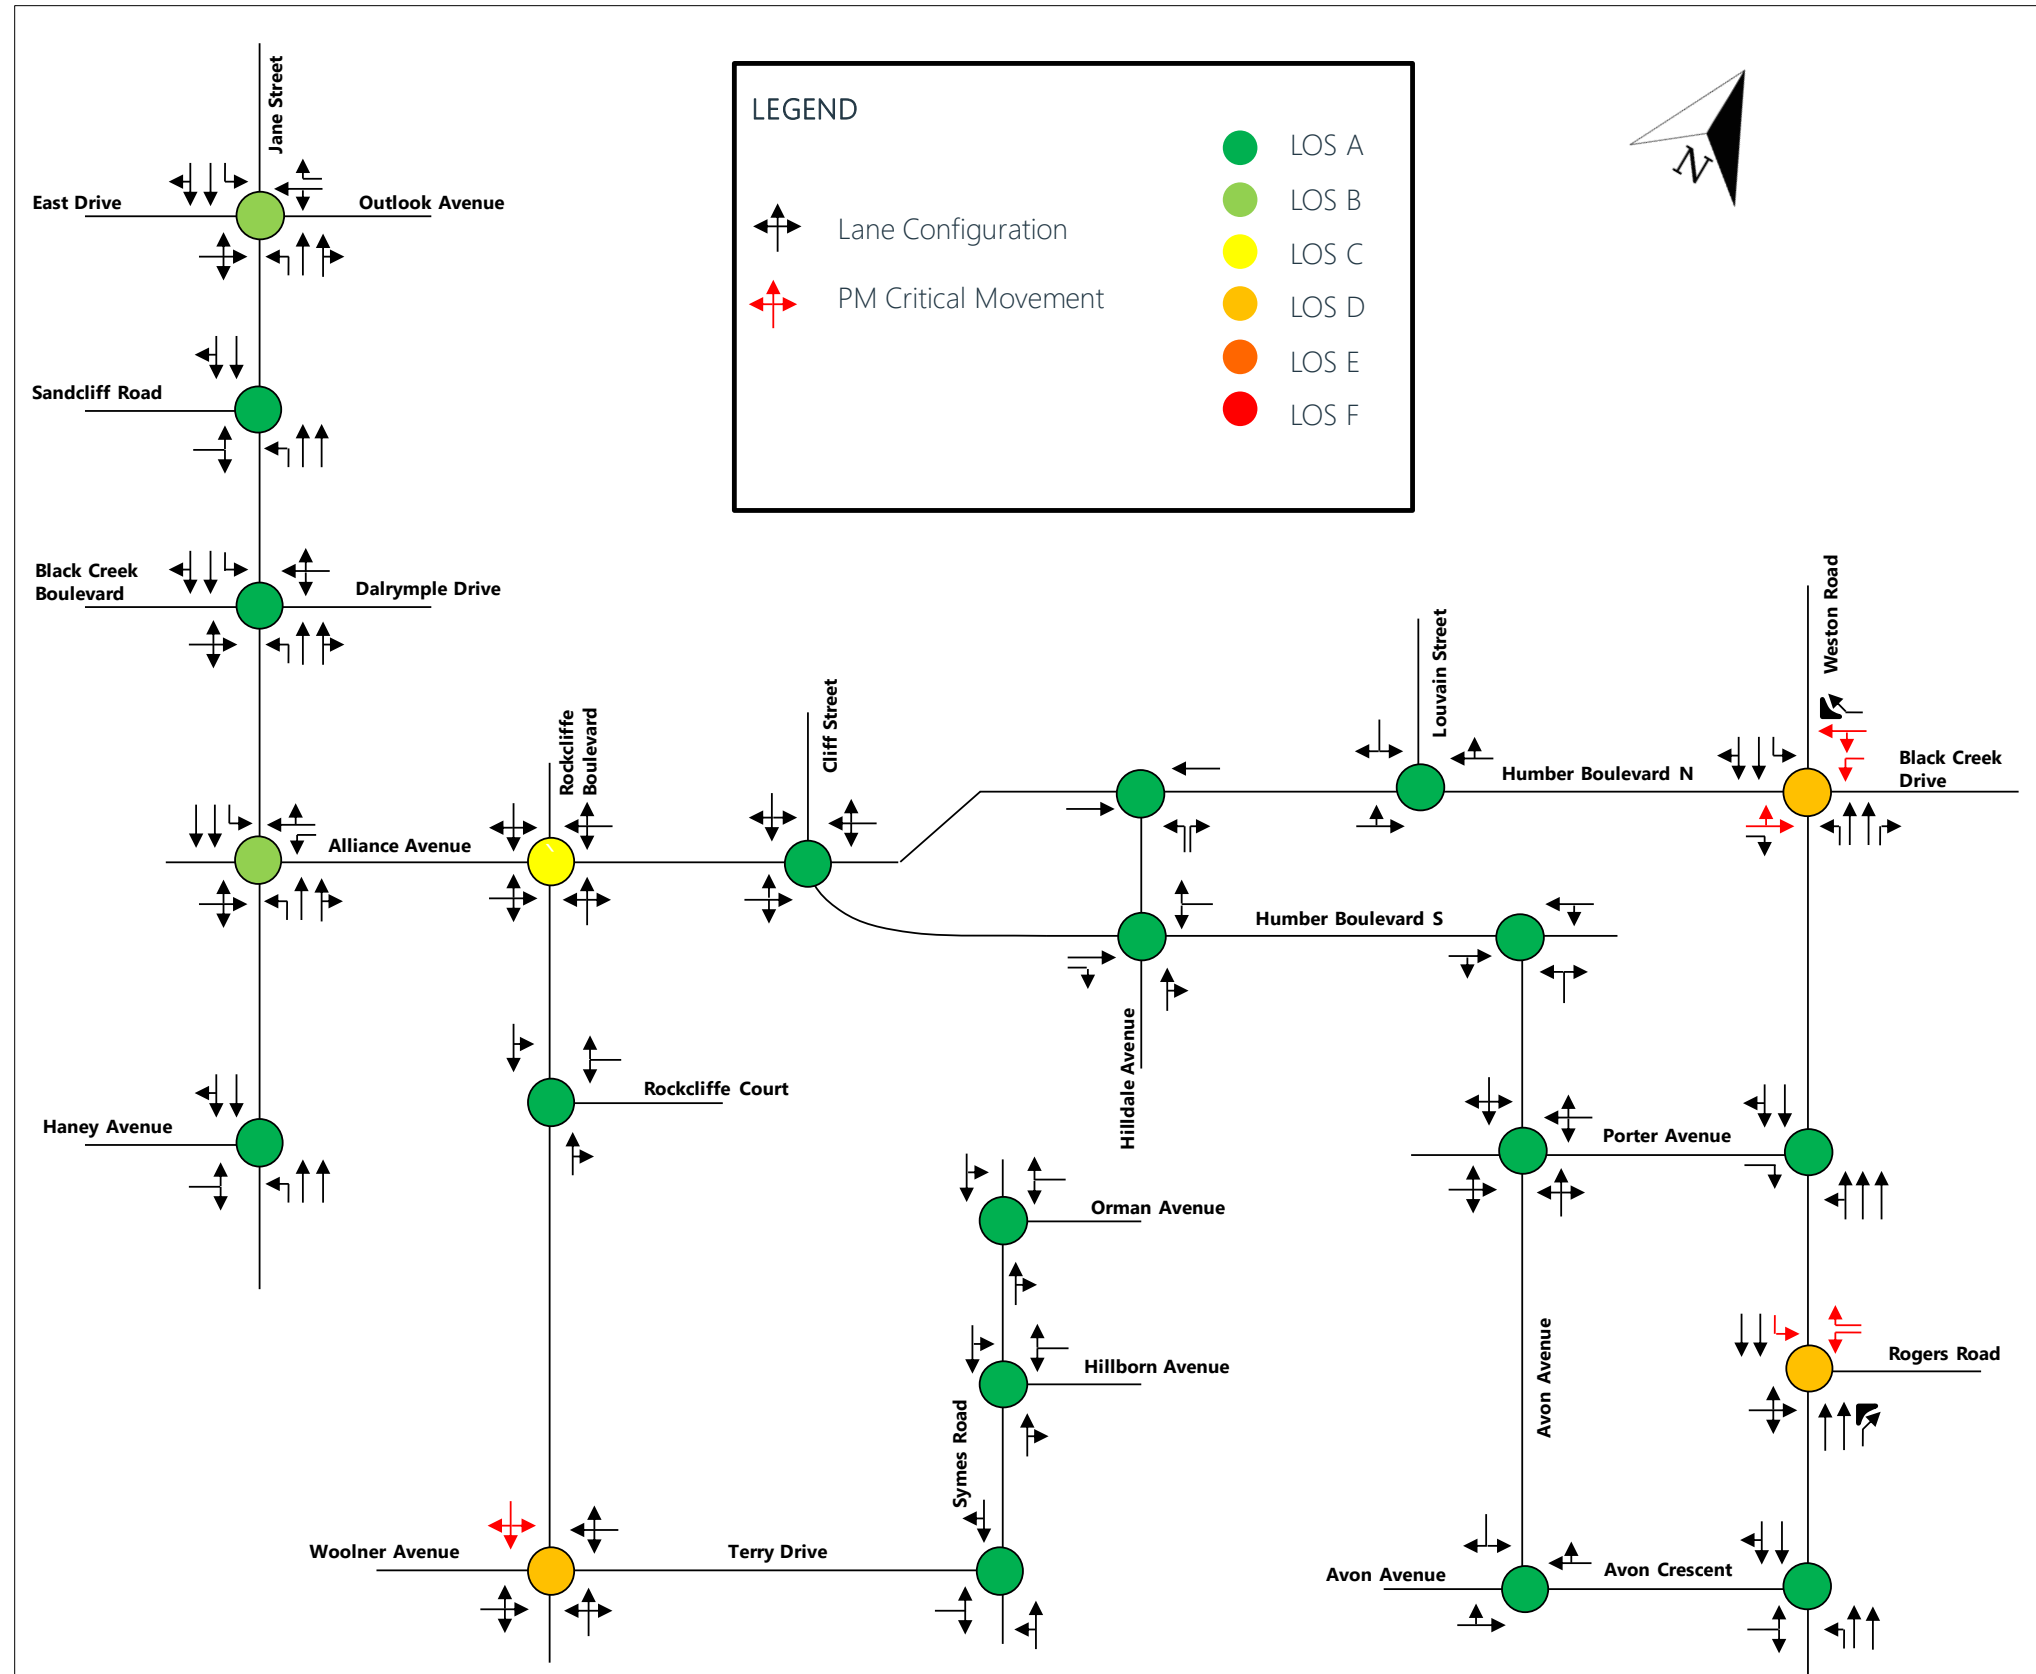 Jane Street
East Drive
Outlook Avenue
Sandcliff Road
Black Creek
Boulevard
Dalrymple Drive
Alliance Avenue
Haney Avenue
LEGEND
Lane Configuration
PM Critical Movement
LOS A
LOS B
LOS C
LOS D
LOS E
LOS F
N
Rockcliffe
Boulevard
Cliff Street
Louvain Street
Weston Road
Humber Boulevard N
Black Creek
Drive
Humber Boulevard S
Hilldale Avenue
Rockcliffe Court
Porter Avenue
Orman Avenue
Hillborn Avenue
Symes Road
Avon Avenue
Rogers Road
Woolner Avenue
Terry Drive
Avon Avenue
Avon Crescent